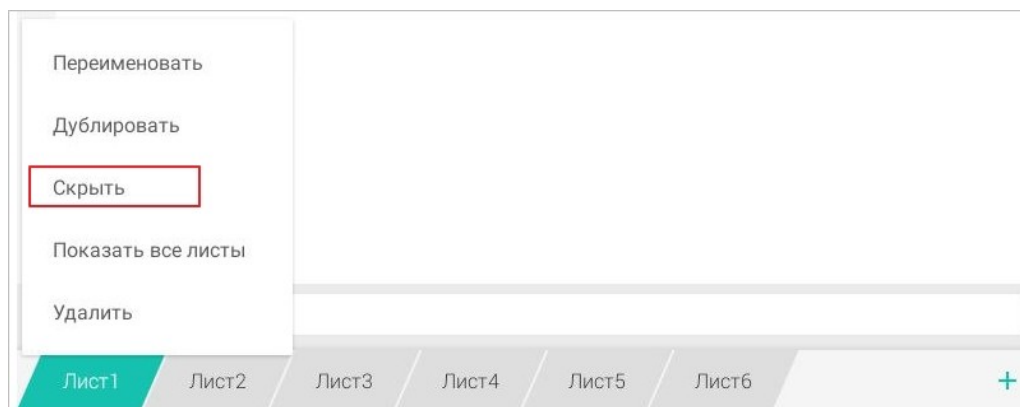 Переименовать
Дублировать
Скрыть
Показать все листы
Удалить
Лист1 Лист2 Лист3 Лист4 Лист5 Лист6 +